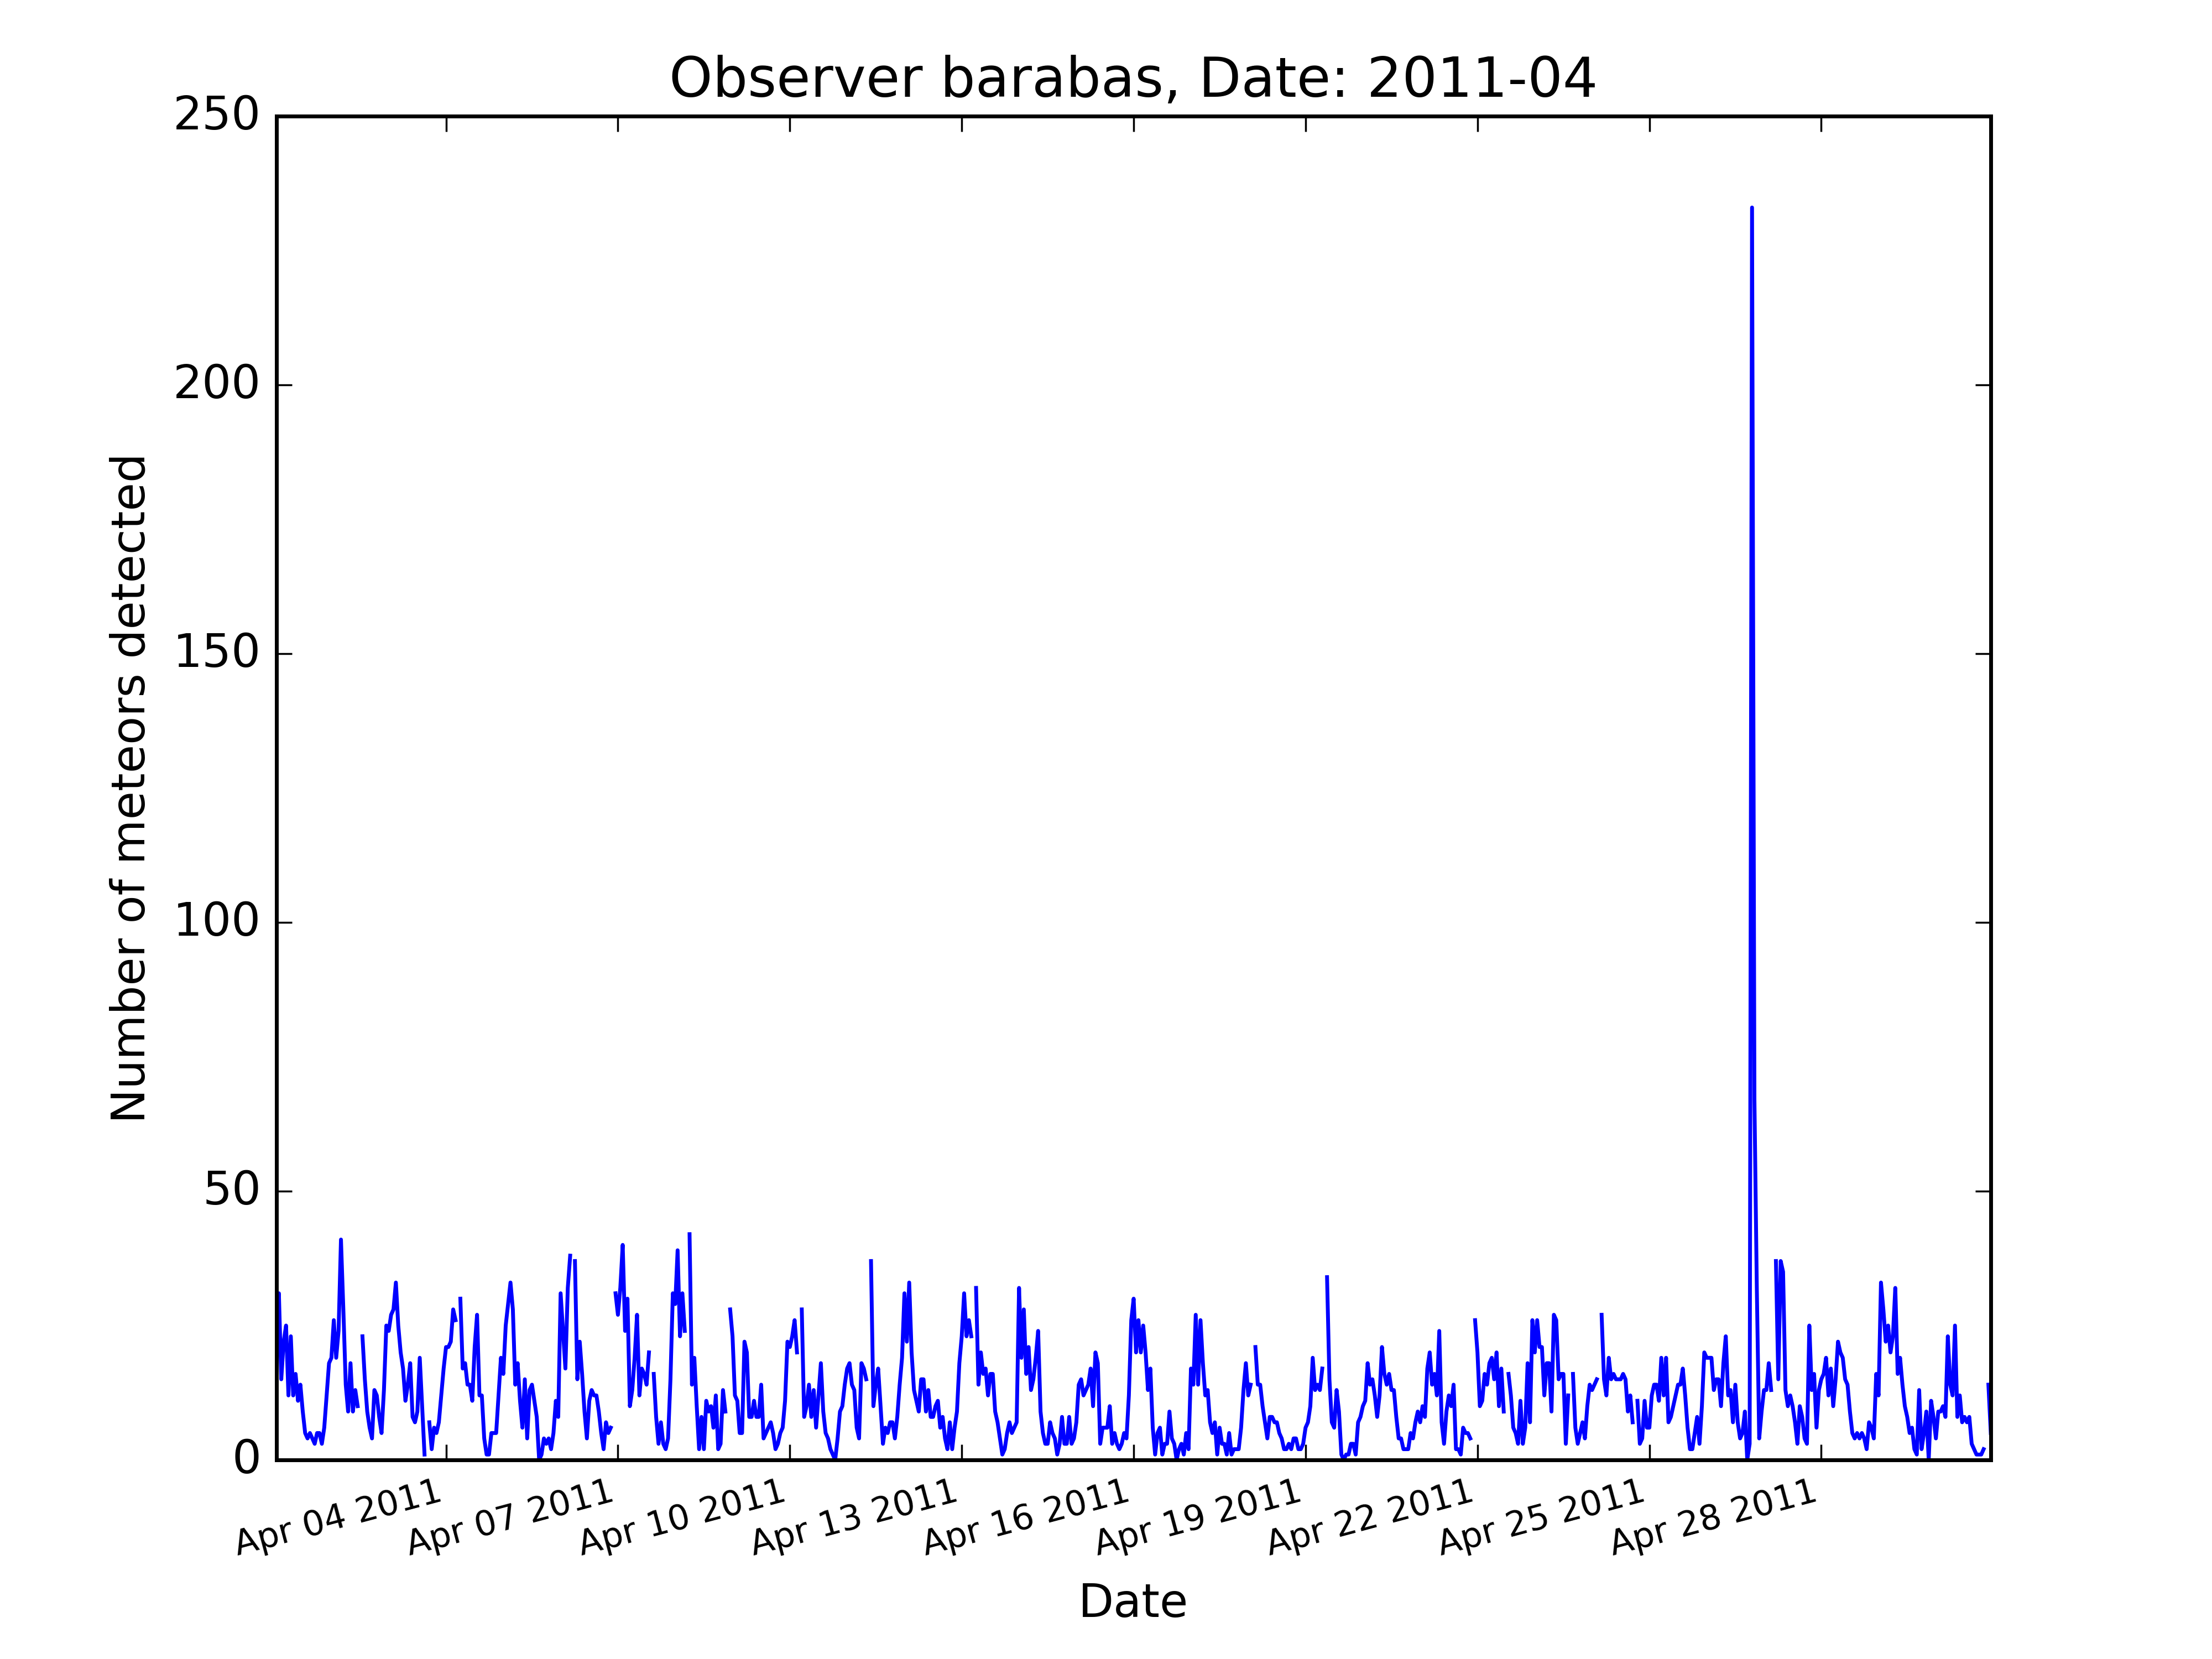 Observer barabas, Date: 2011-04
250
200
150
100
50
0
Number of meteors detected
Apr 04 2011
Apr 07 2011
Apr 10 2011
Apr 13 2011
Apr 16 2011
Apr 19 2011
Apr 22 2011
Apr 25 2011
Apr 28 2011
Date